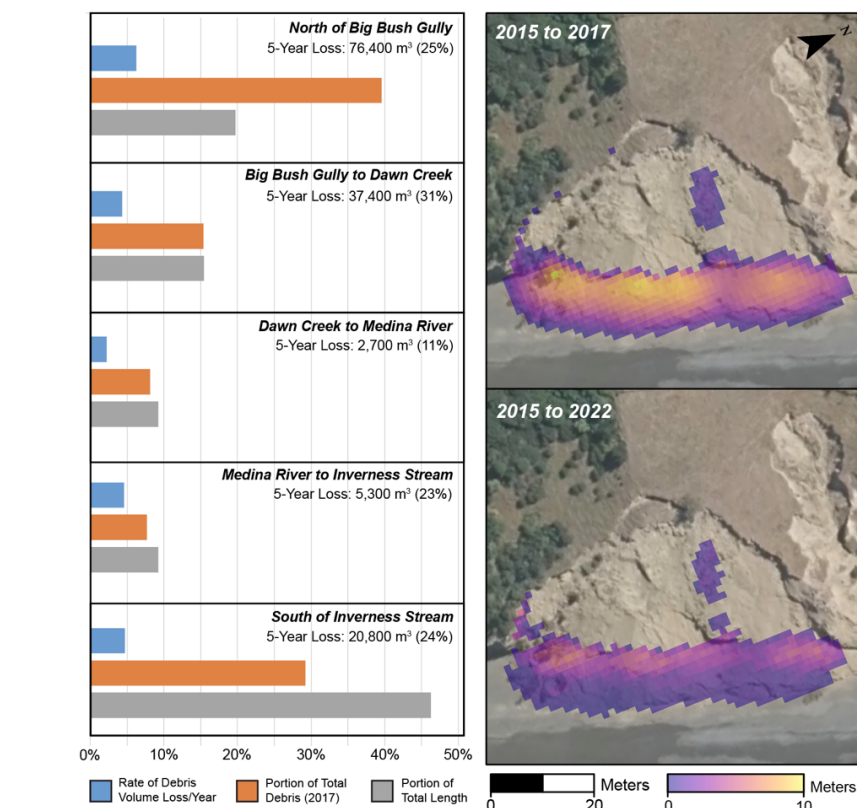 North of Big Bush Gully
5-Year Loss: 76,400 m³ (25%)
Big Bush Gully to Dawn Creek
5-Year Loss: 37,400 m³ (31%)
Dawn Creek to Medina River
5-Year Loss: 2,700 m³ (11%)
Medina River to Inverness Stream
5-Year Loss: 5,300 m³ (23%)
South of Inverness Stream
5-Year Loss: 20,800 m³ (24%)
0% 10% 20% 30% 40% 50%
Rate of Debris
Volume Loss/Year
Portion of Total
Debris (2017)
Portion of
Total Length
2015 to 2017
N
2015 to 2022
Meters
0 20
Meters
0 10